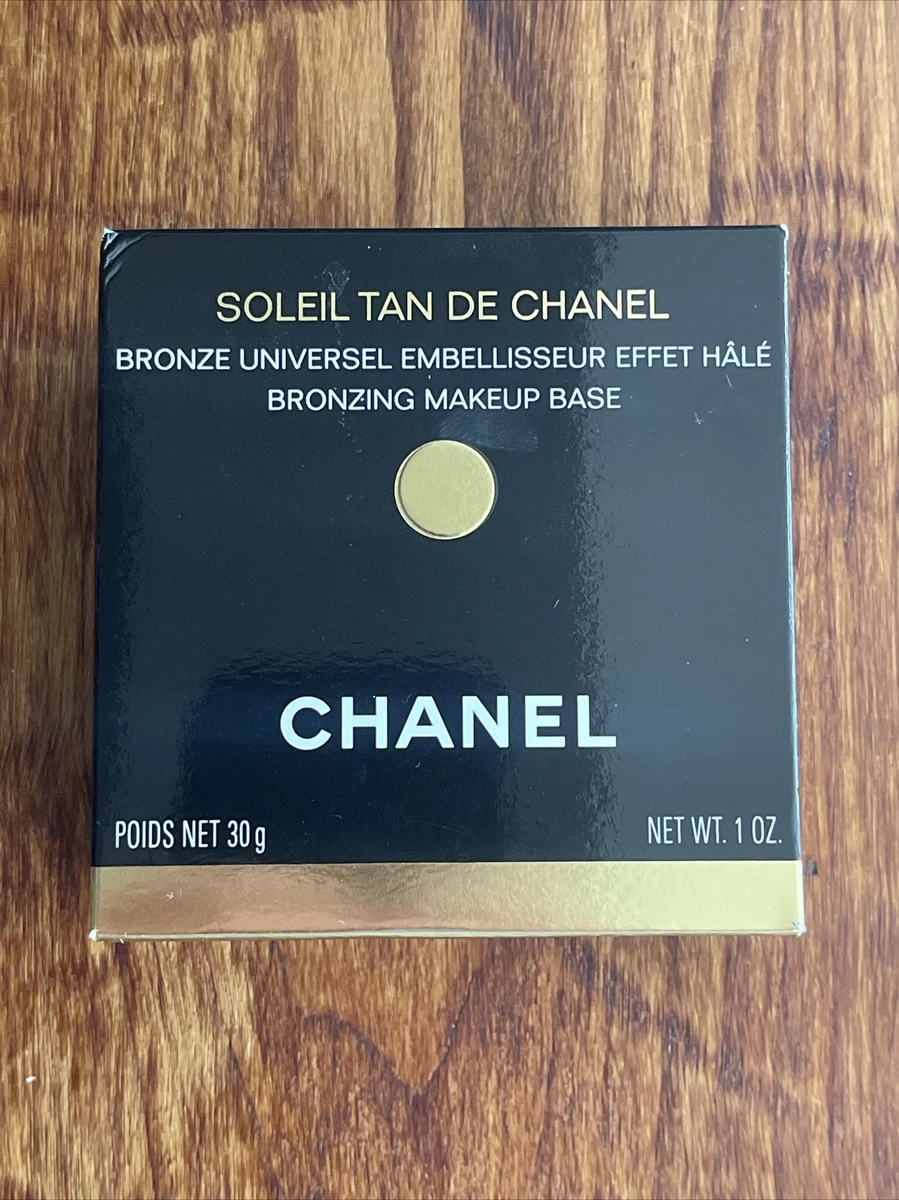 SOLEIL TAN DE CHANEL
BRONZE UNIVERSEL EMBELLISSEUR EFFET HÂLÉ
BRONZING MAKEUP BASE
CHANEL
POIDS NET 30 g
NET WT. 1 OZ.